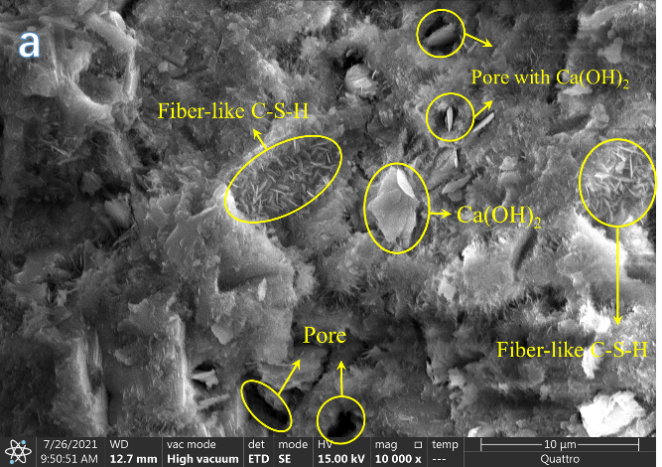 a
Pore with Ca(OH)2
Fiber-like C-S-H
Ca(OH)2
Fiber-like C-S-H
Pore
7/26/2021 WD vac mode det mode HV mag □ temp 10 µm
9:50:51 AM 12.7 mm High vacuum ETD SE 15.00 kV 10 000 x --- Quattro